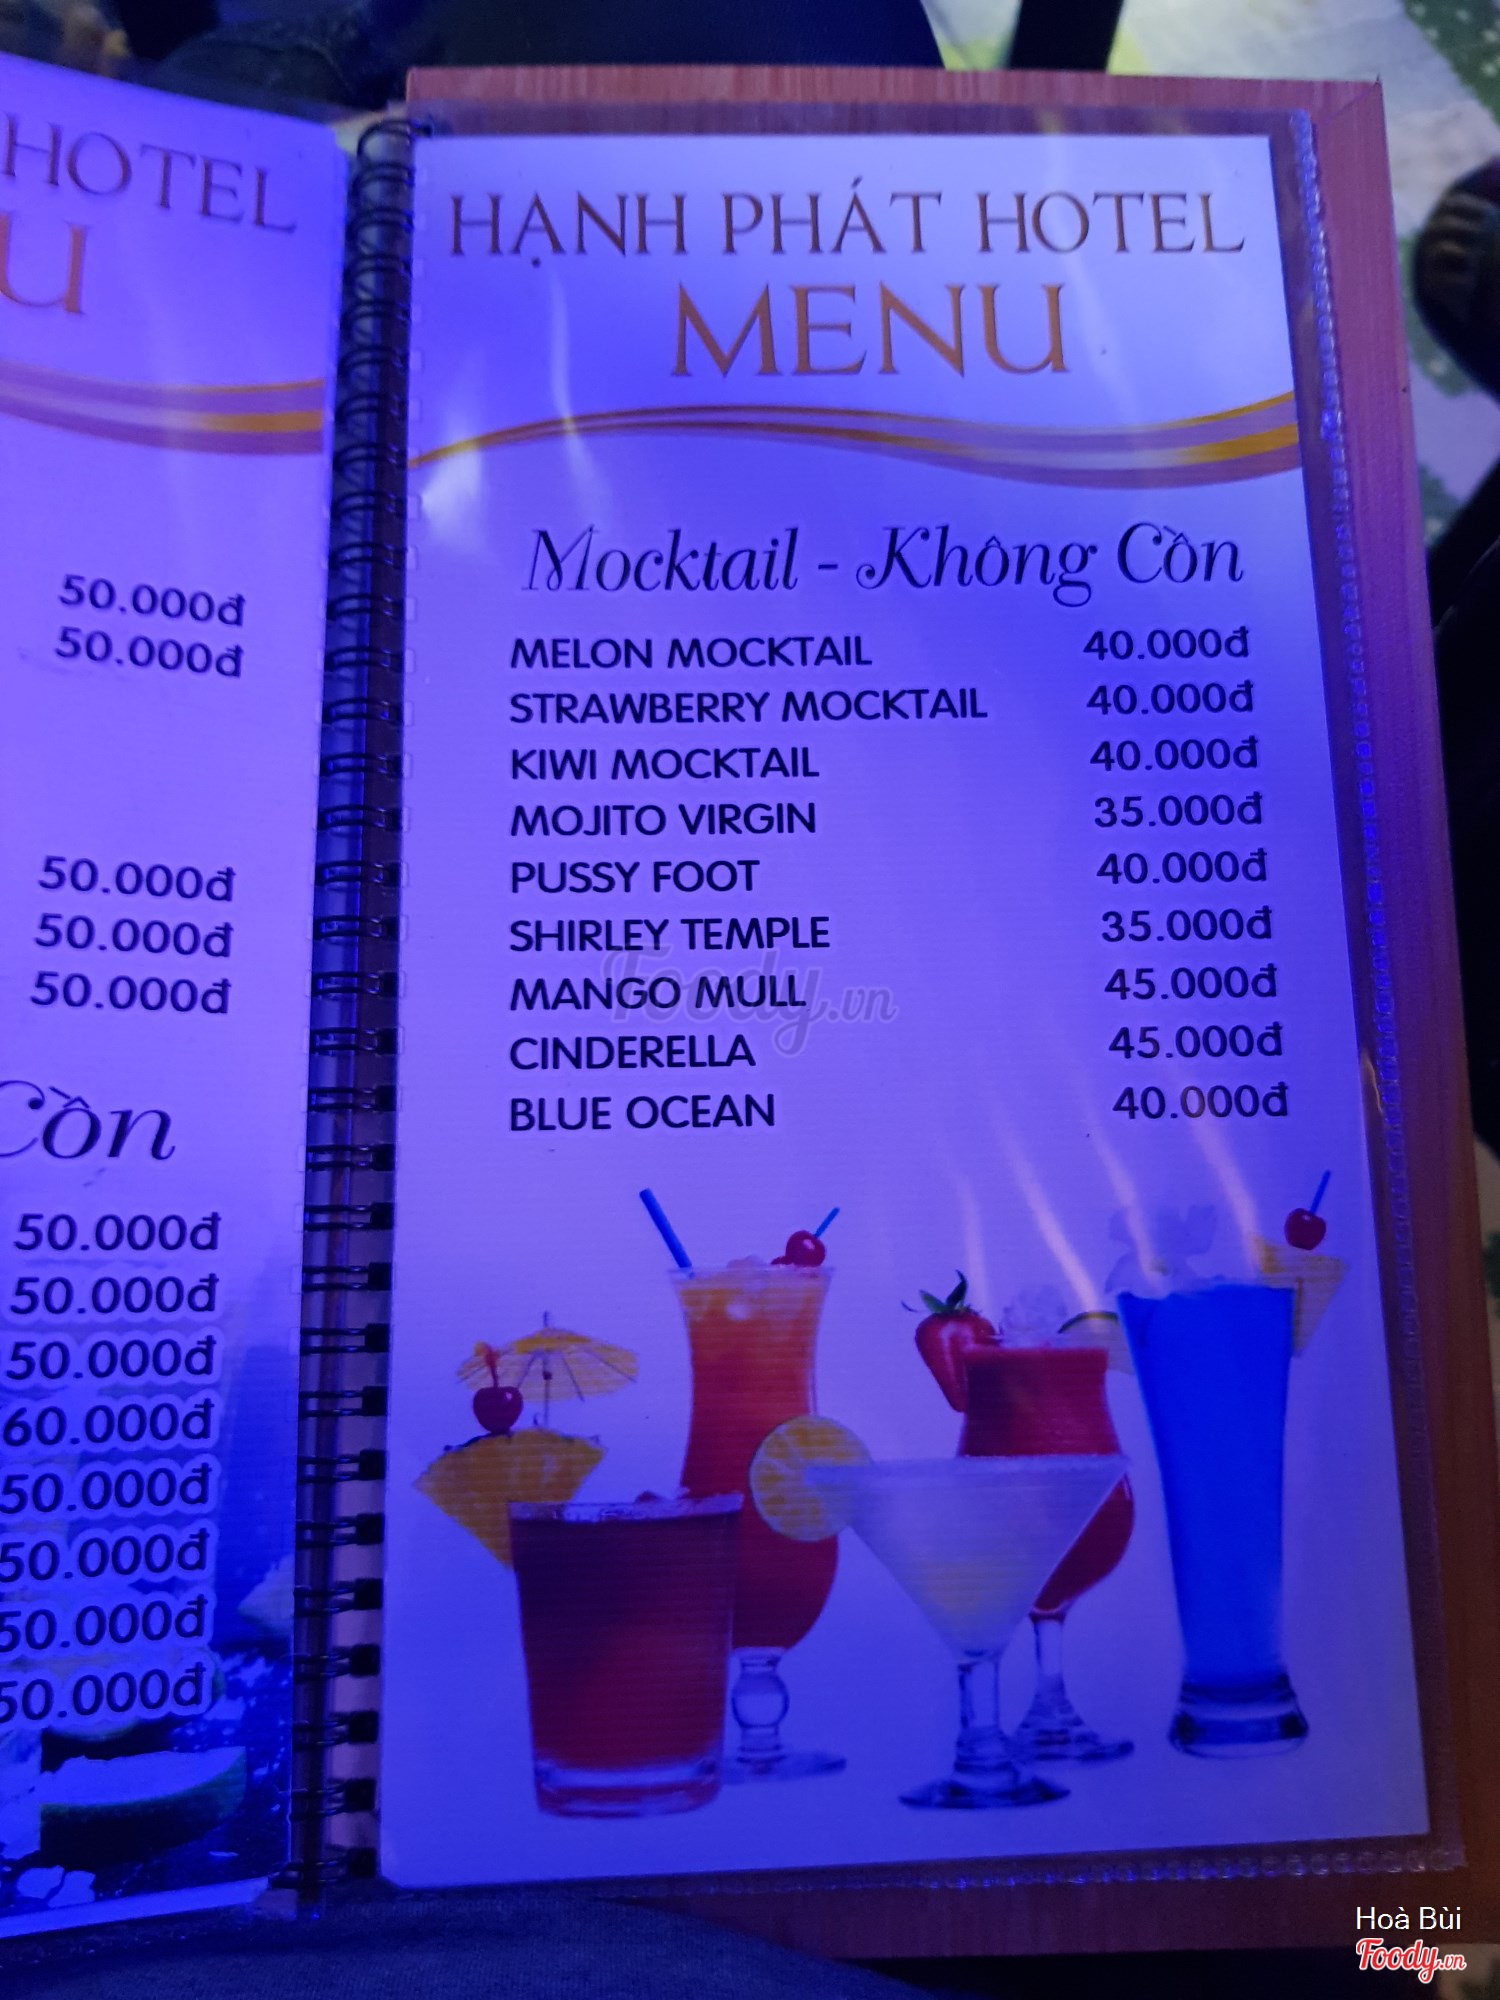 HOTEL
U
50.000đ
50.000đ
50.000đ
50.000đ
50.000đ
Cồn
50.000đ
50.000đ
50.000đ
60.000đ
50.000đ
50.000đ
50.000đ
50.000đ
HẠNH PHÁT HOTEL
MENU
Mocktail - Không Cồn
MELON MOCKTAIL 40.000đ
STRAWBERRY MOCKTAIL 40.000đ
KIWI MOCKTAIL 40.000đ
MOJITO VIRGIN 35.000đ
PUSSY FOOT 40.000đ
SHIRLEY TEMPLE 35.000đ
MANGO MULL 45.000đ
CINDERELLA 45.000đ
BLUE OCEAN 40.000đ
Foody.vn
Hoà Bùi
Foody.vn